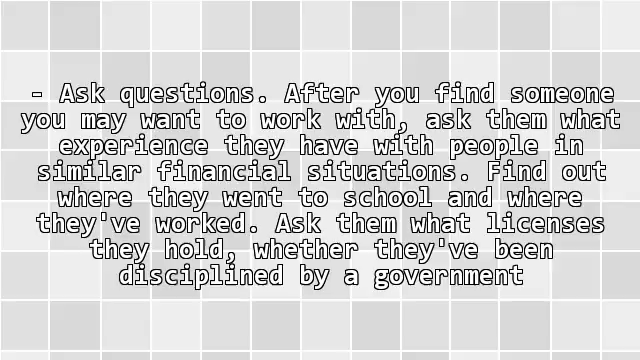 - Ask questions. After you find someone
you may want to work with, ask them what
experience they have with people in
similar financial situations. Find out
where they went to school and where
they've worked. Ask them what licenses
they hold, whether they've been
disciplined by a government